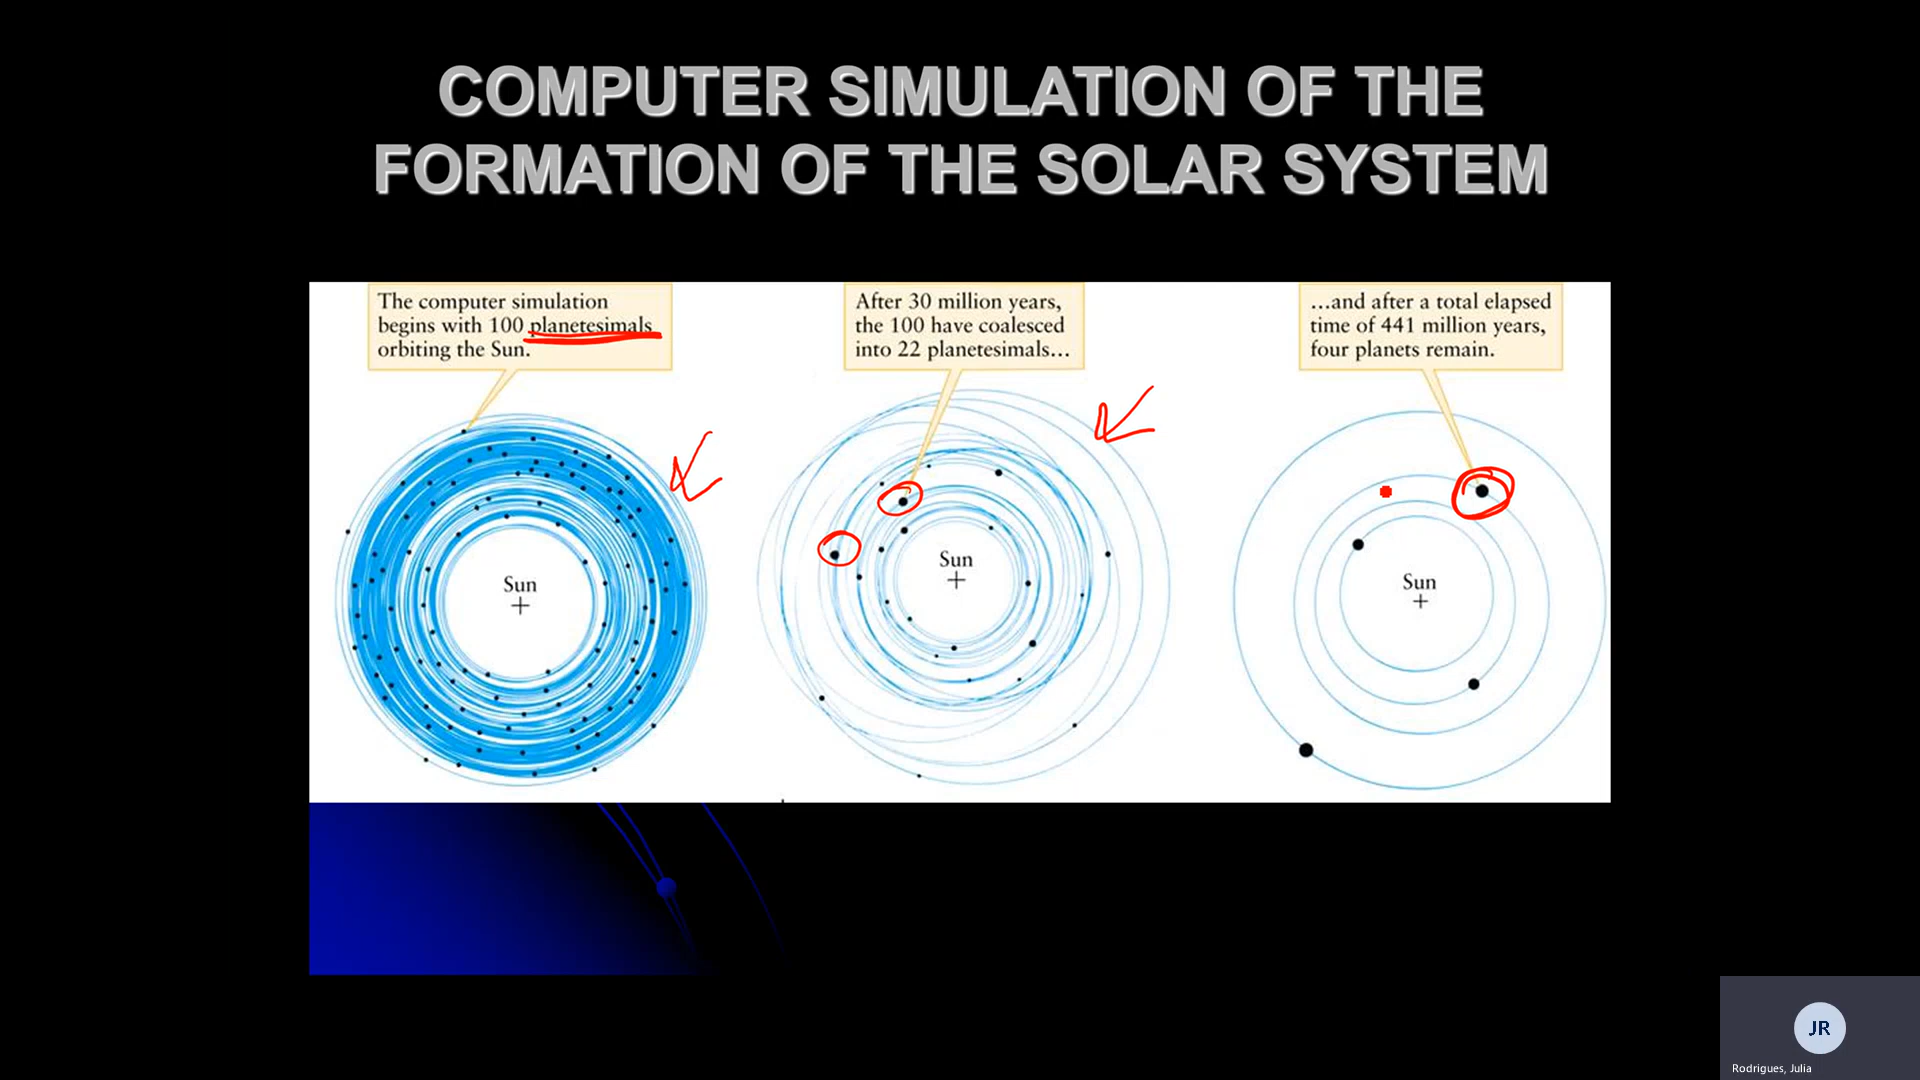 COMPUTER SIMULATION OF THE
FORMATION OF THE SOLAR SYSTEM
The computer simulation
begins with 100 planetesimals
orbiting the Sun.
After 30 million years,
the 100 have coalesced
into 22 planetesimals...
...and after a total elapsed
time of 441 million years,
four planets remain.
Sun
Sun
Sun
JR
Rodrigues, Julia